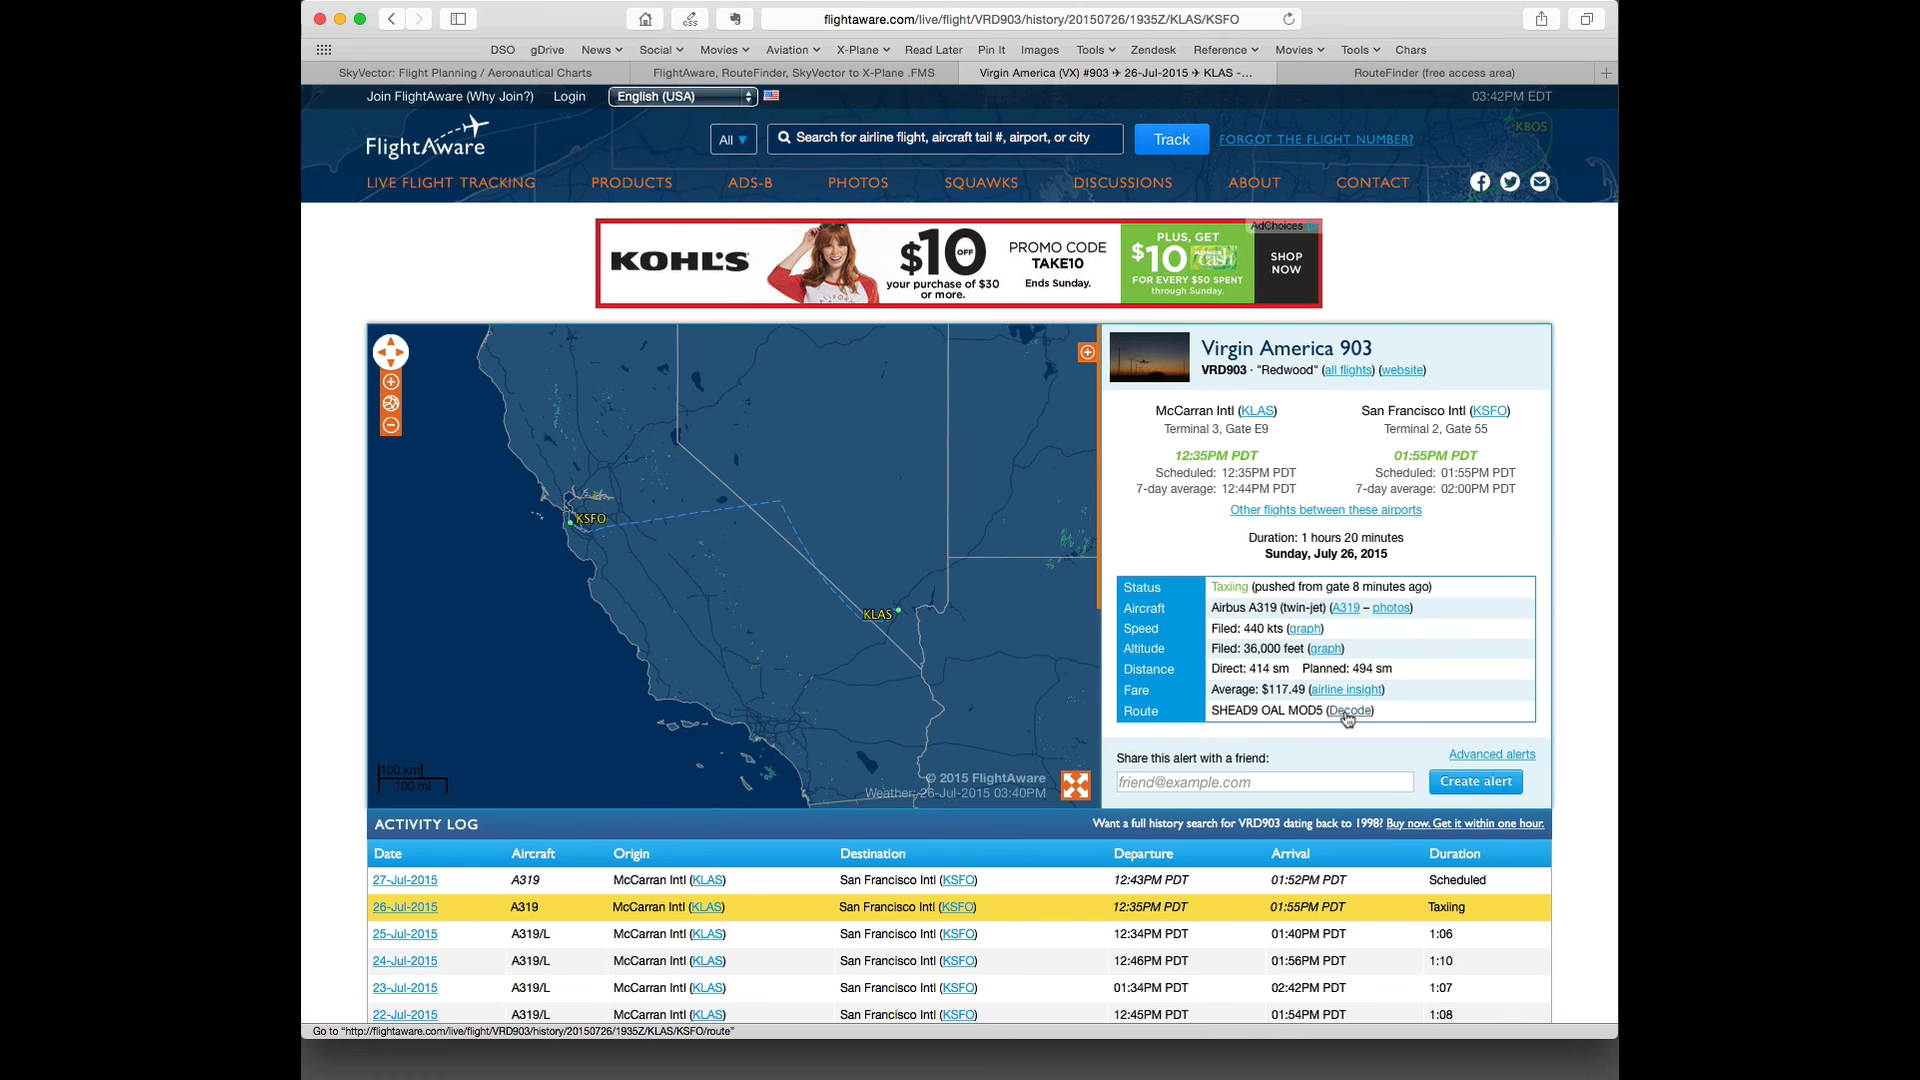 flightaware.com/live/flight/VRD903/history/20150726/1935Z/KLAS/KSFO
DSO gDrive News Social Movies Aviation X-Plane Read Later Pin It Images Tools Zendesk Reference Movies Tools Chars
SkyVector: Flight Planning / Aeronautical Charts
FlightAware, RouteFinder, SkyVector to X-Plane .FMS
Virgin America (VX) #903 ✈ 26-Jul-2015 ✈ KLAS -...
RouteFinder (free access area)
Join FlightAware (Why Join?) Login English (USA) 03:42PM EDT
FlightAware
All Search for airline flight, aircraft tail #, airport, or city Track FORGOT THE FLIGHT NUMBER?
KBOS
LIVE FLIGHT TRACKING PRODUCTS ADS-B PHOTOS SQUAWKS DISCUSSIONS ABOUT CONTACT
AdChoices
KOHL'S
$10 OFF
your purchase of $30
or more.
PROMO CODE
TAKE10
Ends Sunday.
PLUS, GET
$10 KOHL'S cash
FOR EVERY $50 SPENT
through Sunday.
SHOP
NOW
KSFO
KLAS
100 km
100 mi
© 2015 FlightAware
Weather: 26-Jul-2015 03:40PM
Virgin America 903
VRD903 · "Redwood" (all flights) (website)
McCarran Intl (KLAS) San Francisco Intl (KSFO)
Terminal 3, Gate E9 Terminal 2, Gate 55
12:35PM PDT 01:55PM PDT
Scheduled: 12:35PM PDT Scheduled: 01:55PM PDT
7-day average: 12:44PM PDT 7-day average: 02:00PM PDT
Other flights between these airports
Duration: 1 hours 20 minutes
Sunday, July 26, 2015
Status Taxiing (pushed from gate 8 minutes ago)
Aircraft Airbus A319 (twin-jet) (A319 – photos)
Speed Filed: 440 kts (graph)
Altitude Filed: 36,000 feet (graph)
Distance Direct: 414 sm Planned: 494 sm
Fare Average: $117.49 (airline insight)
Route SHEAD9 OAL MOD5 (Decode)
Share this alert with a friend: Advanced alerts
friend@example.com Create alert
ACTIVITY LOG Want a full history search for VRD903 dating back to 1998? Buy now. Get it within one hour.
Date Aircraft Origin Destination Departure Arrival Duration
27-Jul-2015 A319 McCarran Intl (KLAS) San Francisco Intl (KSFO) 12:43PM PDT 01:52PM PDT Scheduled
26-Jul-2015 A319 McCarran Intl (KLAS) San Francisco Intl (KSFO) 12:35PM PDT 01:55PM PDT Taxiing
25-Jul-2015 A319/L McCarran Intl (KLAS) San Francisco Intl (KSFO) 12:34PM PDT 01:40PM PDT 1:06
24-Jul-2015 A319/L McCarran Intl (KLAS) San Francisco Intl (KSFO) 12:46PM PDT 01:56PM PDT 1:10
23-Jul-2015 A319/L McCarran Intl (KLAS) San Francisco Intl (KSFO) 01:34PM PDT 02:42PM PDT 1:07
22-Jul-2015 A319/L McCarran Intl (KLAS) San Francisco Intl (KSFO) 12:45PM PDT 01:54PM PDT 1:08
Go to "http://flightaware.com/live/flight/VRD903/history/20150726/1935Z/KLAS/KSFO/route"